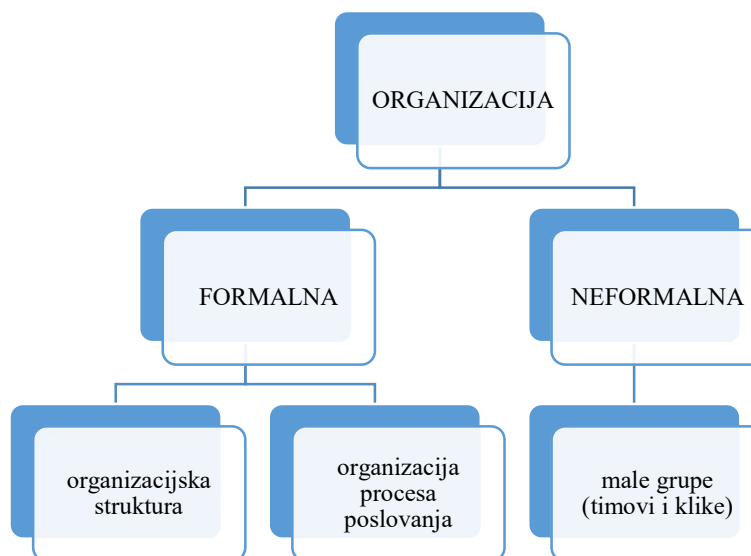 ORGANIZACIJA
FORMALNA
NEFORMALNA
organizacijska
struktura
organizacija
procesa
poslovanja
male grupe
(timovi i klike)